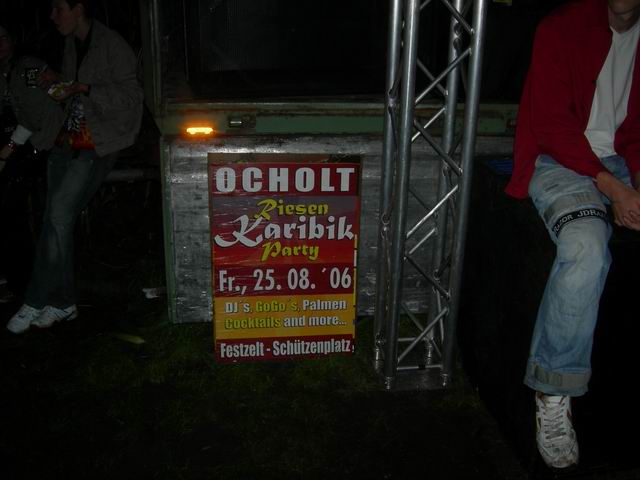 OCHOLT
Riesen
Karibik
Party
Fr., 25. 08. ´06
DJ´s, GoGo´s, Palmen
Cocktails and more...
Festzelt - Schützenplatz